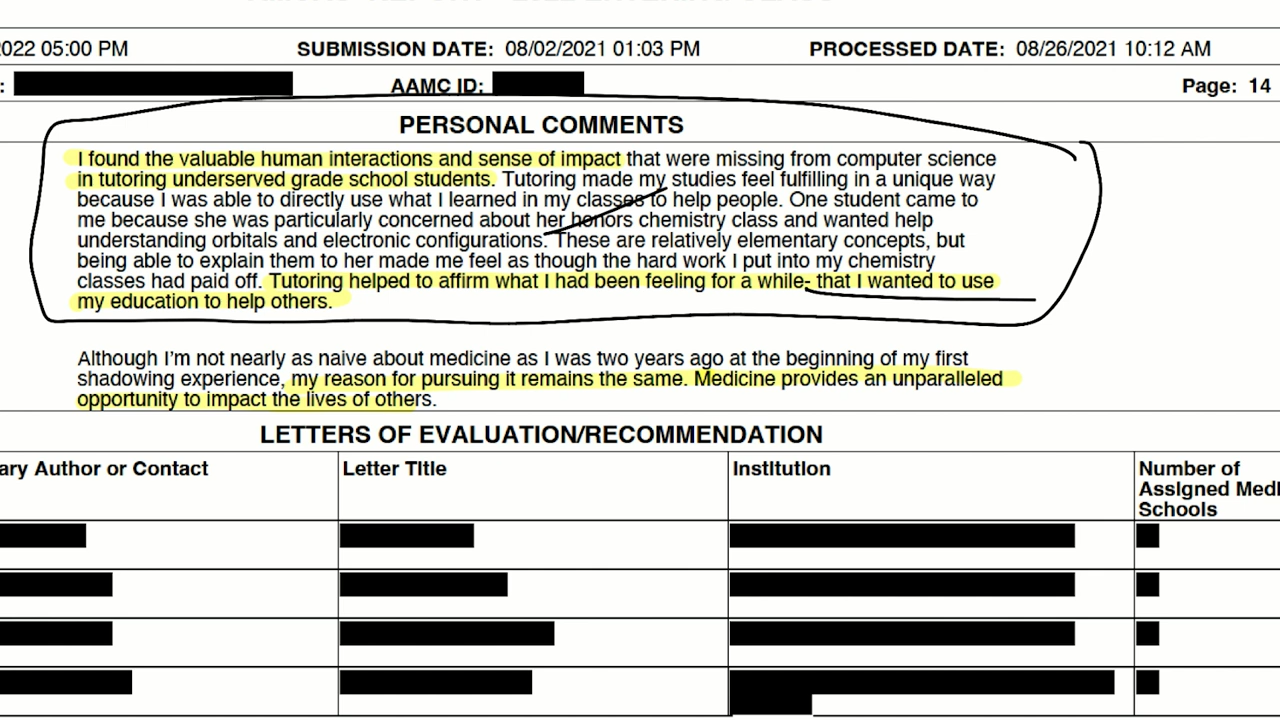 2022 05:00 PM SUBMISSION DATE: 08/02/2021 01:03 PM PROCESSED DATE: 08/26/2021 10:12 AM
: AAMC ID: Page: 14
PERSONAL COMMENTS
I found the valuable human interactions and sense of impact that were missing from computer science
in tutoring underserved grade school students. Tutoring made my studies feel fulfilling in a unique way
because I was able to directly use what I learned in my classes to help people. One student came to
me because she was particularly concerned about her honors chemistry class and wanted help
understanding orbitals and electronic configurations. These are relatively elementary concepts, but
being able to explain them to her made me feel as though the hard work I put into my chemistry
classes had paid off. Tutoring helped to affirm what I had been feeling for a while- that I wanted to use
my education to help others.
Although I'm not nearly as naive about medicine as I was two years ago at the beginning of my first
shadowing experience, my reason for pursuing it remains the same. Medicine provides an unparalleled
opportunity to impact the lives of others.
LETTERS OF EVALUATION/RECOMMENDATION
ary Author or Contact Letter Title Institution Number of
Assigned Medi
Schools